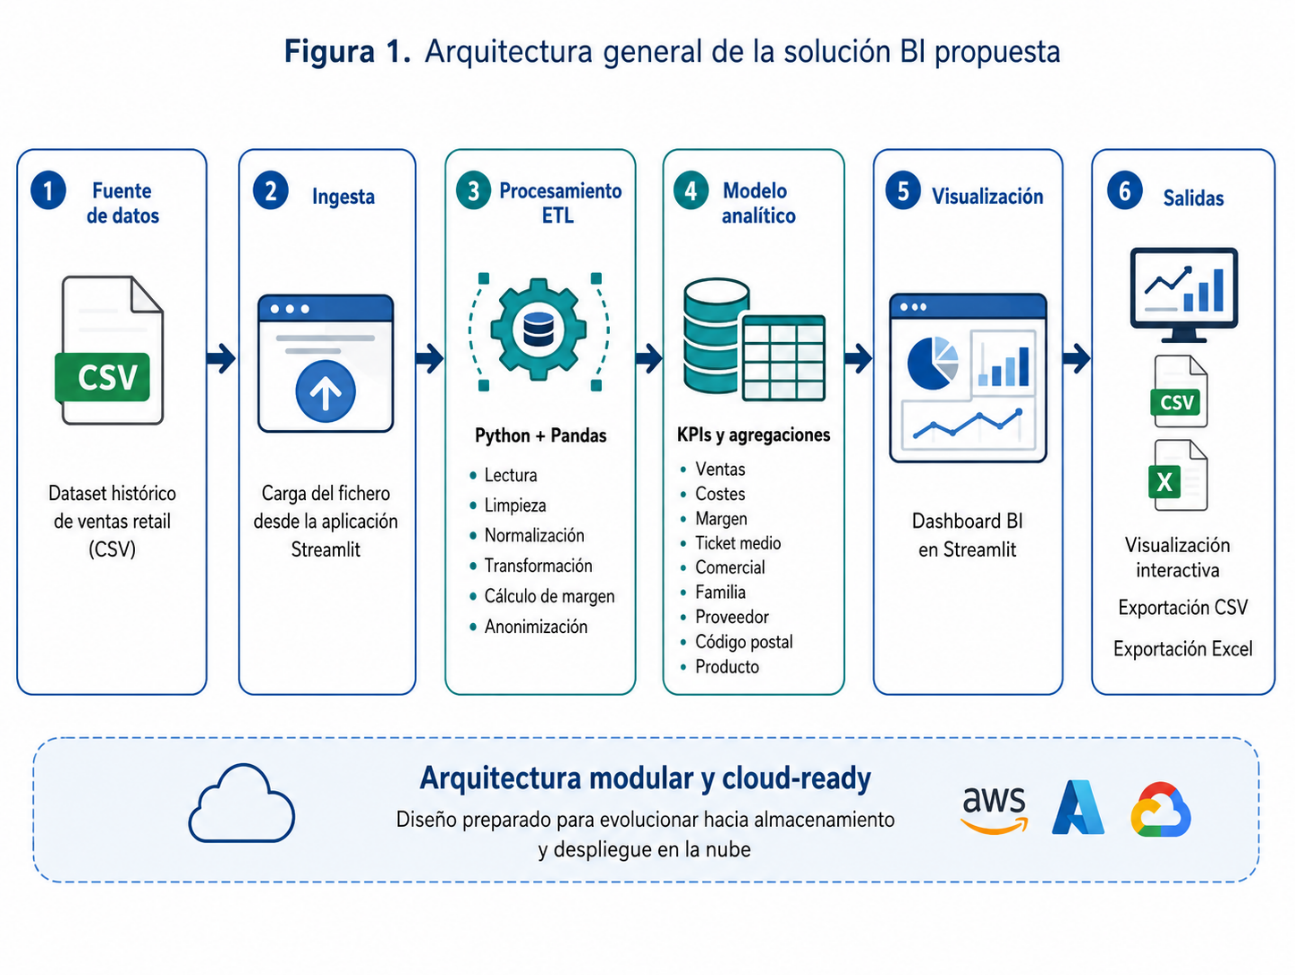 Figura 1. Arquitectura general de la solución BI propuesta
1
Fuente
de datos
CSV
Dataset histórico
de ventas retail
(CSV)
2
Ingesta
Carga del fichero
desde la aplicación
Streamlit
3
Procesamiento
ETL
Python + Pandas
• Lectura
• Limpieza
• Normalización
• Transformación
• Cálculo de margen
• Anonimización
4
Modelo
analítico
KPIs y agregaciones
• Ventas
• Costes
• Margen
• Ticket medio
• Comercial
• Familia
• Proveedor
• Código postal
• Producto
5
Visualización
Dashboard BI
en Streamlit
6
Salidas
CSV
X
Visualización
interactiva
Exportación CSV
Exportación Excel
Arquitectura modular y cloud-ready
Diseño preparado para evolucionar hacia almacenamiento
y despliegue en la nube
aws